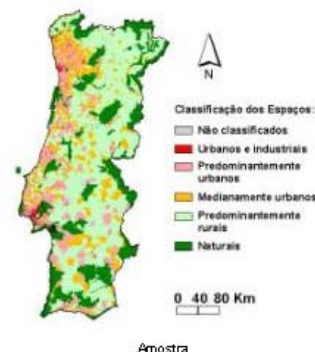 N
Classificação dos Espaços:
Não classificados
Urbanos e Industriais
Predominantemente
urbanos
Medianamente urbanos
Predominantemente
rurais
Naturais
0 40 80 Km
Amostra